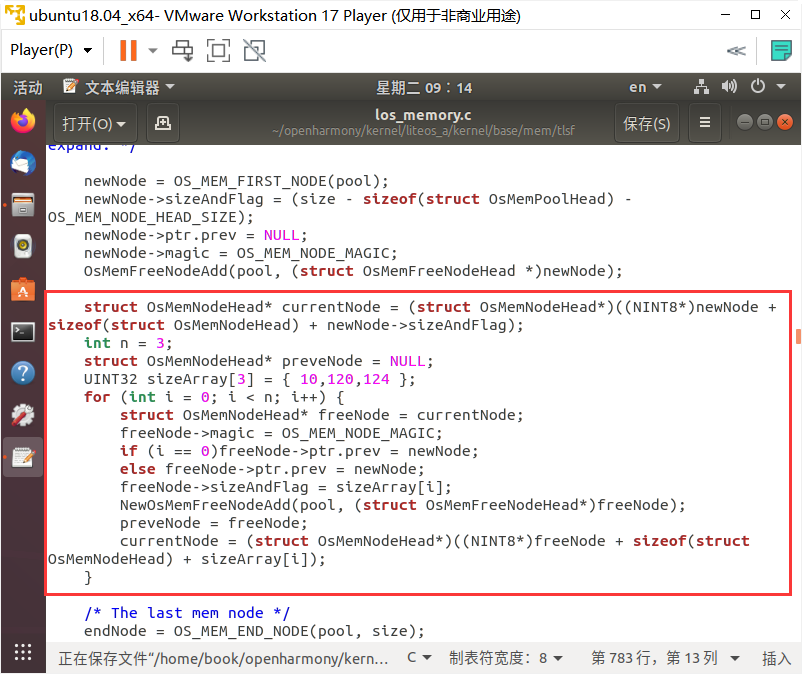 ubuntu18.04_x64- VMware Workstation 17 Player (仅用于非商业用途)
Player(P)
活动 文本编辑器 星期二 09：14 en
打开(O) los_memory.c 保存(S)
~/openharmony/kernel/liteos_a/kernel/base/mem/tlsf
expand. */
newNode = OS_MEM_FIRST_NODE(pool);
newNode->sizeAndFlag = (size - sizeof(struct OsMemPoolHead) -
OS_MEM_NODE_HEAD_SIZE);
newNode->ptr.prev = NULL;
newNode->magic = OS_MEM_NODE_MAGIC;
OsMemFreeNodeAdd(pool, (struct OsMemFreeNodeHead *)newNode);
struct OsMemNodeHead* currentNode = (struct OsMemNodeHead*)((NINT8*)newNode +
sizeof(struct OsMemNodeHead) + newNode->sizeAndFlag);
int n = 3;
struct OsMemNodeHead* preveNode = NULL;
UINT32 sizeArray[3] = { 10,120,124 };
for (int i = 0; i < n; i++) {
struct OsMemNodeHead* freeNode = currentNode;
freeNode->magic = OS_MEM_NODE_MAGIC;
if (i == 0)freeNode->ptr.prev = newNode;
else freeNode->ptr.prev = newNode;
freeNode->sizeAndFlag = sizeArray[i];
NewOsMemFreeNodeAdd(pool, (struct OsMemFreeNodeHead*)freeNode);
preveNode = freeNode;
currentNode = (struct OsMemNodeHead*)((NINT8*)freeNode + sizeof(struct
OsMemNodeHead) + sizeArray[i]);
}
/* The last mem node */
endNode = OS_MEM_END_NODE(pool, size);
正在保存文件“/home/book/openharmony/kern… C 制表符宽度：8 第 783 行，第 13 列 插入